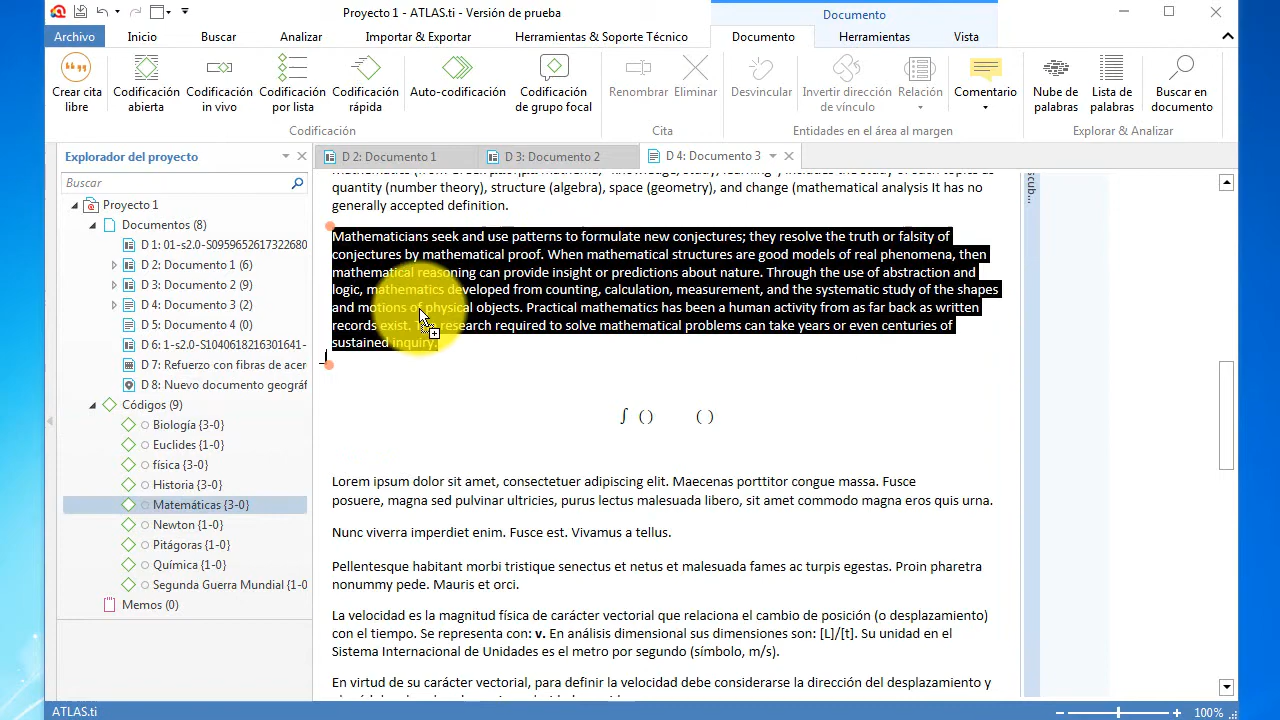 Proyecto 1 - ATLAS.ti - Versión de prueba
Documento
Archivo Inicio Buscar Analizar Importar & Exportar Herramientas & Soporte Técnico Documento Herramientas Vista
Crear cita libre
Codificación abierta
Codificación in vivo
Codificación por lista
Codificación rápida
Auto-codificación
Codificación de grupo focal
Renombrar
Eliminar
Desvincular
Invertir dirección de vínculo
Relación
Comentario
Nube de palabras
Lista de palabras
Buscar en documento
Codificación Cita Entidades en el área al margen Explorar & Analizar
Explorador del proyecto
D 2: Documento 1 D 3: Documento 2 D 4: Documento 3
Buscar
Proyecto 1
Documentos (8)
D 1: 01-s2.0-S0959652617322680
D 2: Documento 1 (6)
D 3: Documento 2 (9)
D 4: Documento 3 (2)
D 5: Documento 4 (0)
D 6: 1-s2.0-S1040618216301641-
D 7: Refuerzo con fibras de acer
D 8: Nuevo documento geográf
Códigos (9)
Biología {3-0}
Euclides {1-0}
física {3-0}
Historia {3-0}
Matemáticas {3-0}
Newton {1-0}
Pitágoras {1-0}
Química {1-0}
Segunda Guerra Mundial {1-0
Memos (0)
quantity (number theory), structure (algebra), space (geometry), and change (mathematical analysis It has no
generally accepted definition.
Mathematicians seek and use patterns to formulate new conjectures; they resolve the truth or falsity of
conjectures by mathematical proof. When mathematical structures are good models of real phenomena, then
mathematical reasoning can provide insight or predictions about nature. Through the use of abstraction and
logic, mathematics developed from counting, calculation, measurement, and the systematic study of the shapes
and motions of physical objects. Practical mathematics has been a human activity from as far back as written
records exist. research required to solve mathematical problems can take years or even centuries of
sustained inquiry.
∫ () ( )
Lorem ipsum dolor sit amet, consectetuer adipiscing elit. Maecenas porttitor congue massa. Fusce
posuere, magna sed pulvinar ultricies, purus lectus malesuada libero, sit amet commodo magna eros quis urna.
Nunc viverra imperdiet enim. Fusce est. Vivamus a tellus.
Pellentesque habitant morbi tristique senectus et netus et malesuada fames ac turpis egestas. Proin pharetra
nonummy pede. Mauris et orci.
La velocidad es la magnitud física de carácter vectorial que relaciona el cambio de posición (o desplazamiento)
con el tiempo. Se representa con: v. En análisis dimensional sus dimensiones son: [L]/[t]. Su unidad en el
Sistema Internacional de Unidades es el metro por segundo (símbolo, m/s).
En virtud de su carácter vectorial, para definir la velocidad debe considerarse la dirección del desplazamiento y
scub...
ATLAS.ti
100%